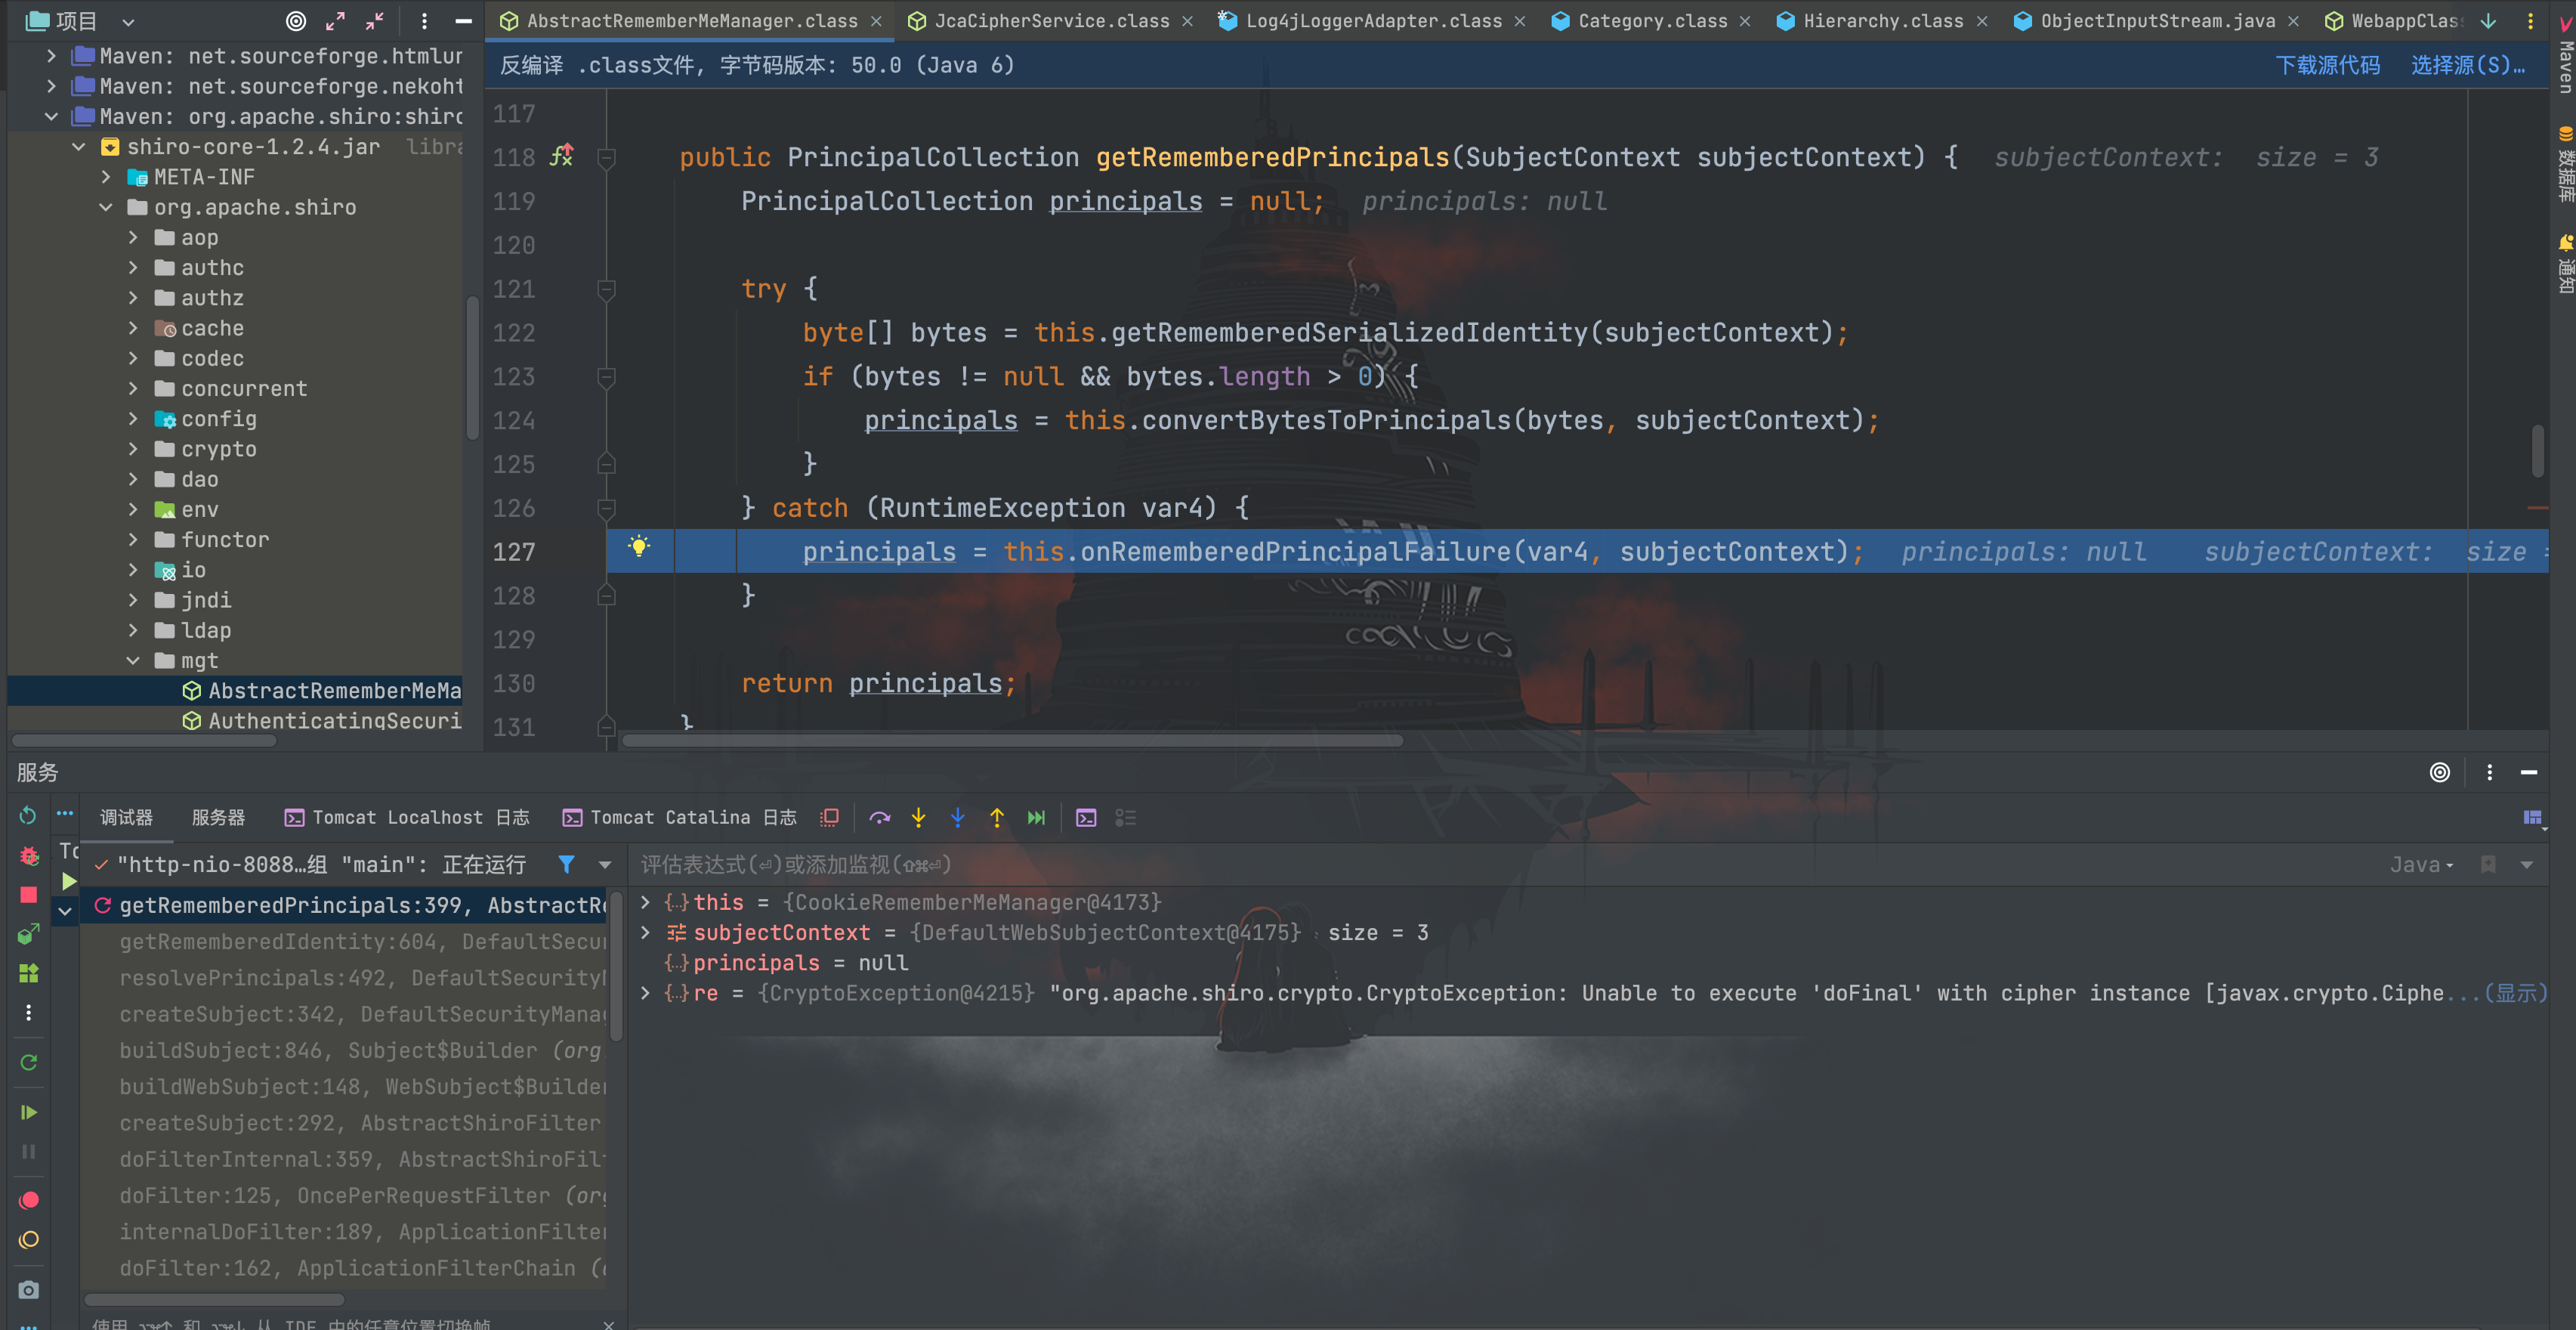 项目
AbstractRememberMeManager.class
JcaCipherService.class
Log4jLoggerAdapter.class
Category.class
Hierarchy.class
ObjectInputStream.java
WebappClas
Maven: net.sourceforge.htmlun
Maven: net.sourceforge.nekoht
Maven: org.apache.shiro:shiro
shiro-core-1.2.4.jar libra
META-INF
org.apache.shiro
aop
authc
authz
cache
codec
concurrent
config
crypto
dao
env
functor
io
jndi
ldap
mgt
AbstractRememberMeMa
AuthenticatingSecuri
反编译 .class文件, 字节码版本: 50.0 (Java 6)
下载源代码 选择源(S)…
117
118 public PrincipalCollection getRememberedPrincipals(SubjectContext subjectContext) { subjectContext: size = 3
119 PrincipalCollection principals = null; principals: null
120
121 try {
122 byte[] bytes = this.getRememberedSerializedIdentity(subjectContext);
123 if (bytes != null && bytes.length > 0) {
124 principals = this.convertBytesToPrincipals(bytes, subjectContext);
125 }
126 } catch (RuntimeException var4) {
127 principals = this.onRememberedPrincipalFailure(var4, subjectContext); principals: null subjectContext: size =
128 }
129
130 return principals;
131 }
Maven
数据库
通知
服务
调试器 服务器 Tomcat Localhost 日志 Tomcat Catalina 日志
To
"http-nio-8088…组 "main": 正在运行
getRememberedPrincipals:399, AbstractRe
getRememberedIdentity:604, DefaultSecur
resolvePrincipals:492, DefaultSecurityM
createSubject:342, DefaultSecurityManag
buildSubject:846, Subject$Builder (org
buildWebSubject:148, WebSubject$Builder
createSubject:292, AbstractShiroFilter
doFilterInternal:359, AbstractShiroFilt
doFilter:125, OncePerRequestFilter (org
internalDoFilter:189, ApplicationFilter
doFilter:162, ApplicationFilterChain (o
评估表达式(⏎)或添加监视(⇧⌘⏎)
Java
this = {CookieRememberMeManager@4173}
subjectContext = {DefaultWebSubjectContext@4175} size = 3
principals = null
re = {CryptoException@4215} "org.apache.shiro.crypto.CryptoException: Unable to execute 'doFinal' with cipher instance [javax.crypto.Ciphe...(显示)
使用 ⌥⌘↑ 和 ⌥⌘↓ 从 IDE 中的任意位置切换帧